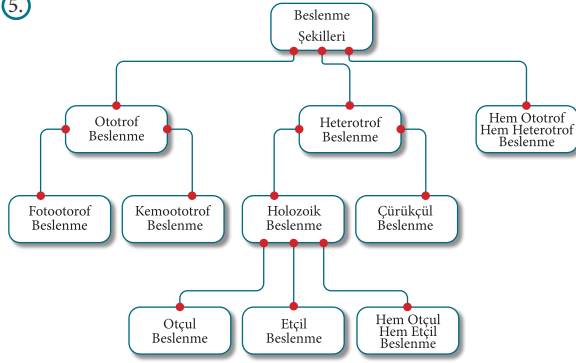 5.
Beslenme
Şekilleri
Ototrof
Beslenme
Heterotrof
Beslenme
Hem Ototrof
Hem Heterotrof
Beslenme
Fotootorof
Beslenme
Kemoototrof
Beslenme
Holozoik
Beslenme
Çürükçül
Beslenme
Otçul
Beslenme
Etçil
Beslenme
Hem Otçul
Hem Etçil
Beslenme